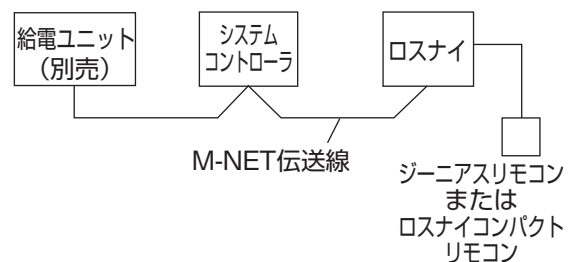 給電ユニット
(別売)
システム
コントローラ
ロスナイ
M-NET伝送線
ジーニアスリモコン
または
ロスナイコンパクト
リモコン